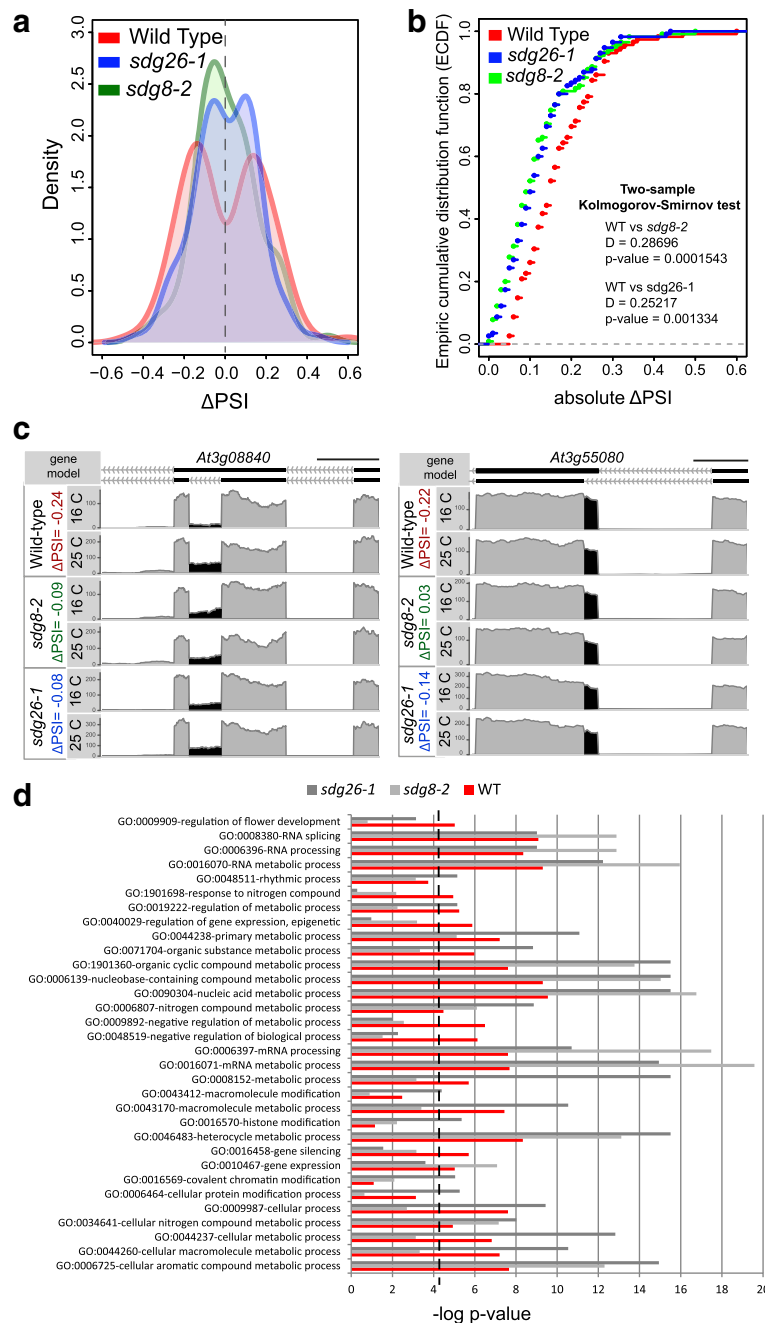 a
Wild Type
sdg26-1
sdg8-2
Density
0.0 0.5 1.0 1.5 2.0 2.5 3.0
−0.6 −0.4 −0.2 0.0 0.2 0.4 0.6
ΔPSI
b
Wild Type
sdg26-1
sdg8-2
Empiric cumulative distribution function (ECDF)
0.0 0.2 0.4 0.6 0.8 1.0
Two-sample
Kolmogorov-Smirnov test
WT vs sdg8-2
D = 0.28696
p-value = 0.0001543
WT vs sdg26-1
D = 0.25217
p-value = 0.001334
0.0 0.1 0.2 0.3 0.4 0.5 0.6
absolute ΔPSI
c
gene
model
At3g08840
Wild-type
ΔPSI= -0.24
16 C
25 C
sdg8-2
ΔPSI= -0.09
16 C
25 C
sdg26-1
ΔPSI= -0.08
16 C
25 C
gene
model
At3g55080
Wild-type
ΔPSI= -0.22
16 C
25 C
sdg8-2
ΔPSI= 0.03
16 C
25 C
sdg26-1
ΔPSI= -0.14
16 C
25 C
d
sdg26-1 sdg8-2 WT
GO:0009909-regulation of flower development
GO:0008380-RNA splicing
GO:0006396-RNA processing
GO:0016070-RNA metabolic process
GO:0048511-rhythmic process
GO:1901698-response to nitrogen compound
GO:0019222-regulation of metabolic process
GO:0040029-regulation of gene expression, epigenetic
GO:0044238-primary metabolic process
GO:0071704-organic substance metabolic process
GO:1901360-organic cyclic compound metabolic process
GO:0006139-nucleobase-containing compound metabolic process
GO:0090304-nucleic acid metabolic process
GO:0006807-nitrogen compound metabolic process
GO:0009892-negative regulation of metabolic process
GO:0048519-negative regulation of biological process
GO:0006397-mRNA processing
GO:0016071-mRNA metabolic process
GO:0008152-metabolic process
GO:0043412-macromolecule modification
GO:0043170-macromolecule metabolic process
GO:0016570-histone modification
GO:0046483-heterocycle metabolic process
GO:0016458-gene silencing
GO:0010467-gene expression
GO:0016569-covalent chromatin modification
GO:0006464-cellular protein modification process
GO:0009987-cellular process
GO:0034641-cellular nitrogen compound metabolic process
GO:0044237-cellular metabolic process
GO:0044260-cellular macromolecule metabolic process
GO:0006725-cellular aromatic compound metabolic process
0 2 4 6 8 10 12 14 16 18 20
-log p-value